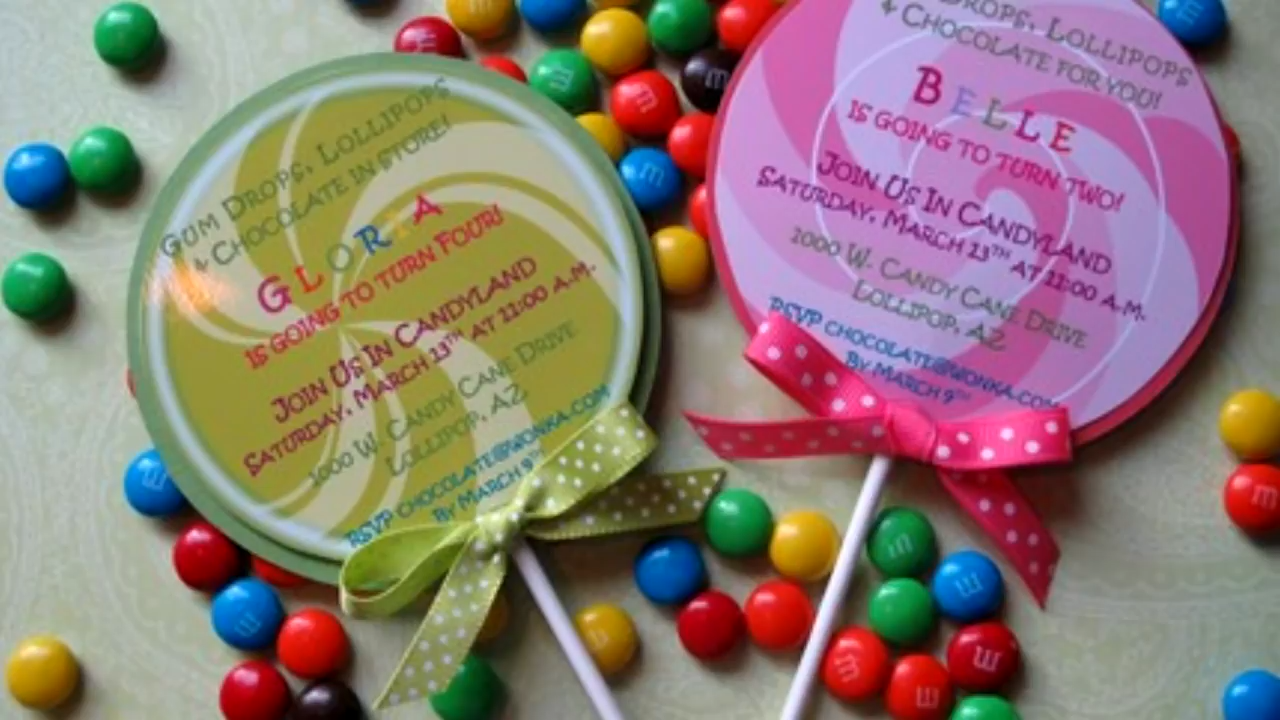 Gum Drops, Lollipops
& Chocolate in store!
GLORIA
is going to turn Four!
Join Us In Candyland
Saturday, March 13th at 11:00 a.m.
1000 W. Candy Cane Drive
Lollipop, AZ
RSVP chocolate@wonka.com
By March 9th
Drops, Lollipops
& Chocolate for you!
BELLE
is going to turn Two!
Join Us In Candyland
Saturday, March 13th at 11:00 a.m.
1000 W. Candy Cane Drive
Lollipop, AZ
RSVP chocolate@wonka.com
By March 9th